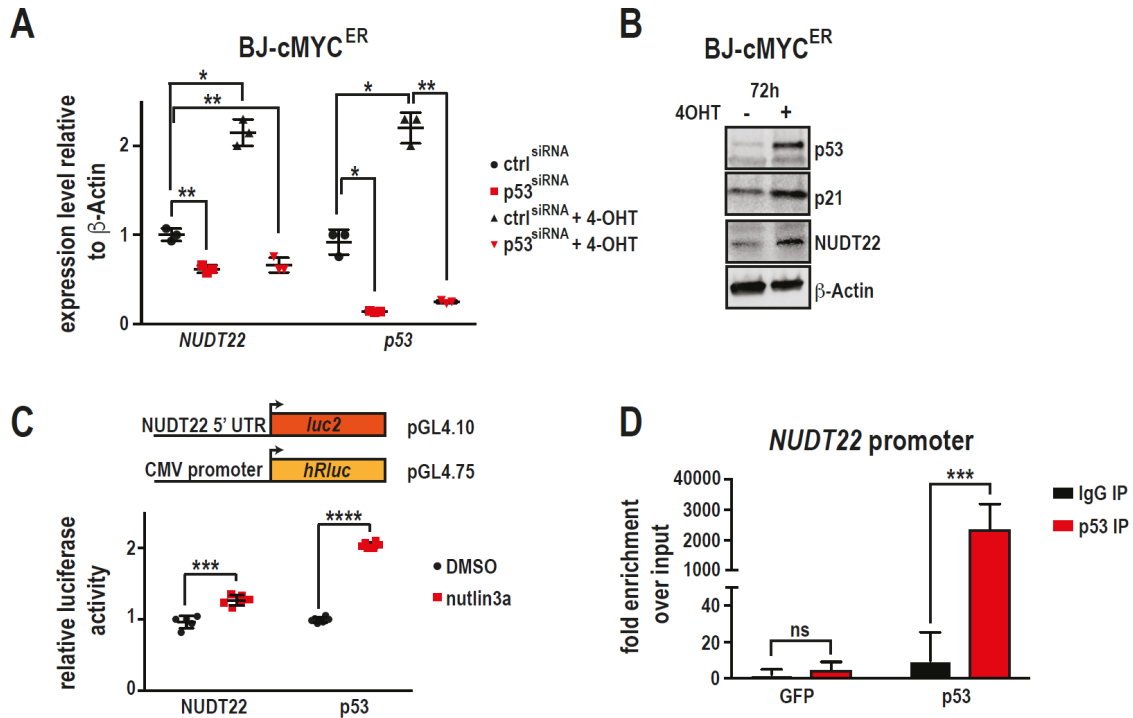 A
BJ-cMYC^ER
expression level relative
to β-Actin
2
1
0
*
**
**
*
*
**
NUDT22
p53
ctrl^siRNA
p53^siRNA
ctrl^siRNA + 4-OHT
p53^siRNA + 4-OHT
B
BJ-cMYC^ER
72h
4OHT - +
p53
p21
NUDT22
β-Actin
C
NUDT22 5' UTR luc2 pGL4.10
CMV promoter hRluc pGL4.75
relative luciferase
activity
2
1
0
***
****
NUDT22
p53
DMSO
nutlin3a
D
NUDT22 promoter
fold enrichment
over input
40000
3000
2000
1000
60
40
20
0
ns
***
GFP
p53
IgG IP
p53 IP